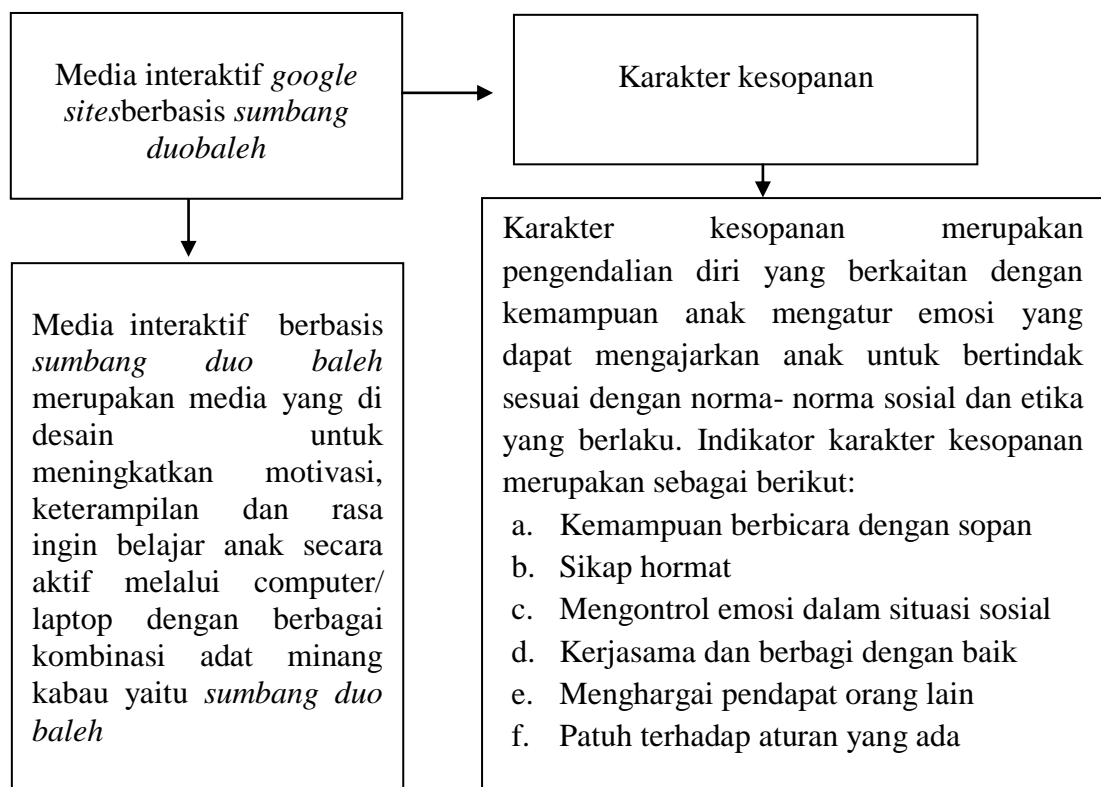 Media interaktif google
sitesberbasis sumbang
duobaleh
Karakter kesopanan
Media interaktif berbasis
sumbang duo baleh
merupakan media yang di
desain untuk
meningkatkan motivasi,
keterampilan dan rasa
ingin belajar anak secara
aktif melalui computer/
laptop dengan berbagai
kombinasi adat minang
kabau yaitu sumbang duo
baleh
Karakter kesopanan merupakan
pengendalian diri yang berkaitan dengan
kemampuan anak mengatur emosi yang
dapat mengajarkan anak untuk bertindak
sesuai dengan norma- norma sosial dan etika
yang berlaku. Indikator karakter kesopanan
merupakan sebagai berikut:
a. Kemampuan berbicara dengan sopan
b. Sikap hormat
c. Mengontrol emosi dalam situasi sosial
d. Kerjasama dan berbagi dengan baik
e. Menghargai pendapat orang lain
f. Patuh terhadap aturan yang ada